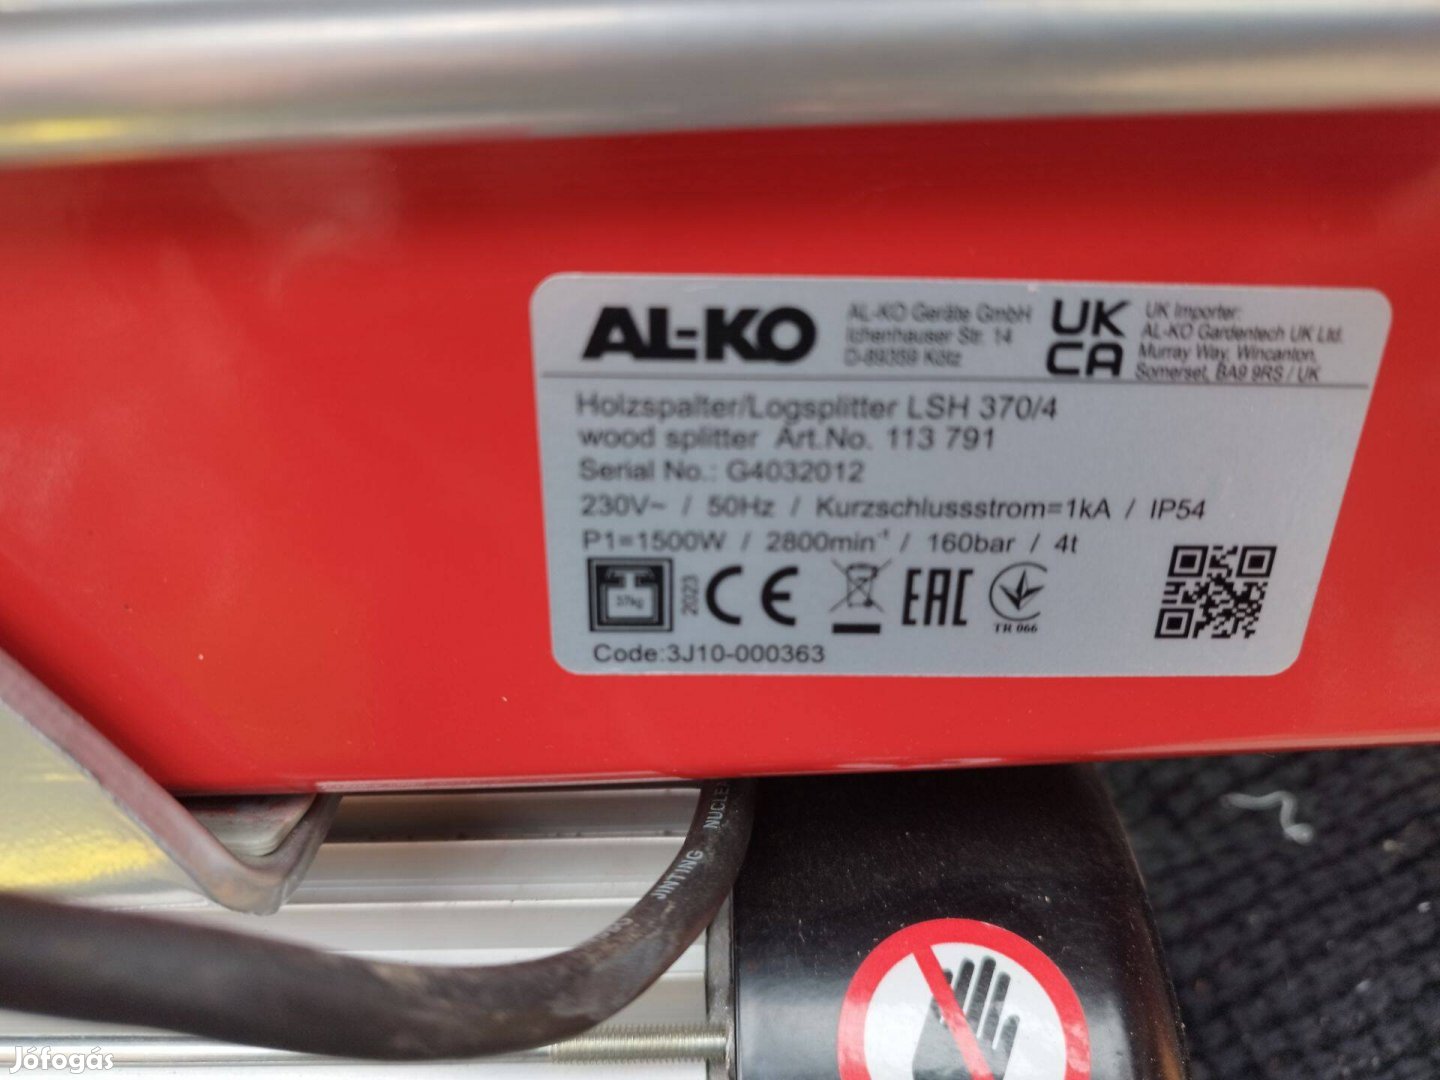 AL-KO
AL-KO Geräte GmbH
Ichenhauser Str. 14
D-89359 Kötz
UK
CA
UK Importer:
AL-KO Gardentech UK Ltd.
Murray Way, Wincanton,
Somerset, BA9 9RS / UK
Holzspalter/Logsplitter LSH 370/4
wood splitter Art.No. 113 791
Serial No.: G4032012
230V~ / 50Hz / Kurzschlussstrom=1kA / IP54
P1=1500W / 2800min⁻¹ / 160bar / 4t
37kg
2023
CE
EAC
TR 066
Code:3J10-000363
JINTING
Jófogás